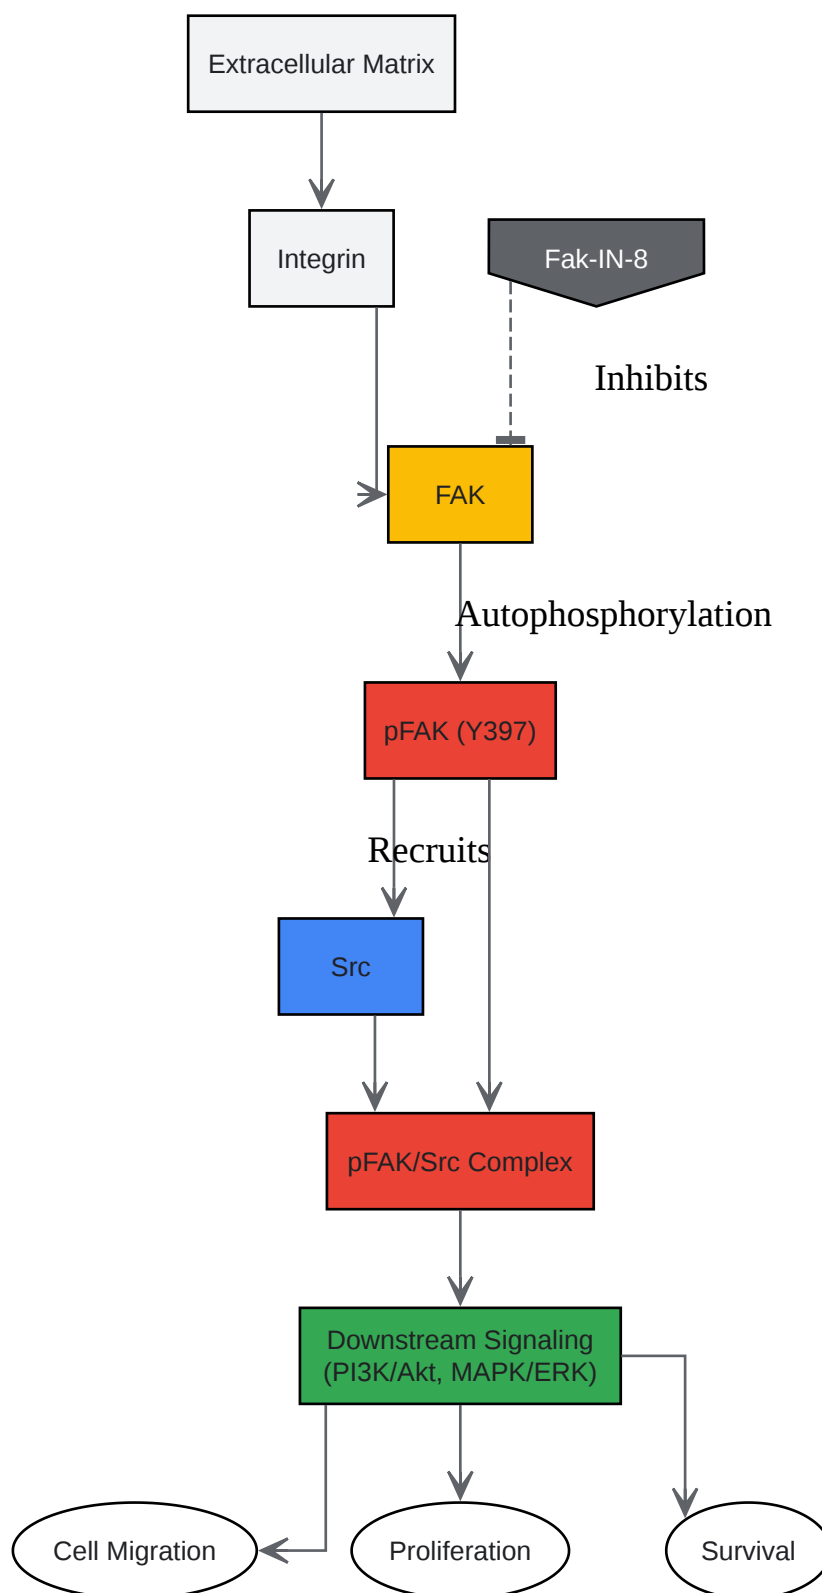 Extracellular Matrix
Integrin
Fak-IN-8
Inhibits
FAK
Autophosphorylation
pFAK (Y397)
Recruits
Src
pFAK/Src Complex
Downstream Signaling
(PI3K/Akt, MAPK/ERK)
Cell Migration
Proliferation
Survival